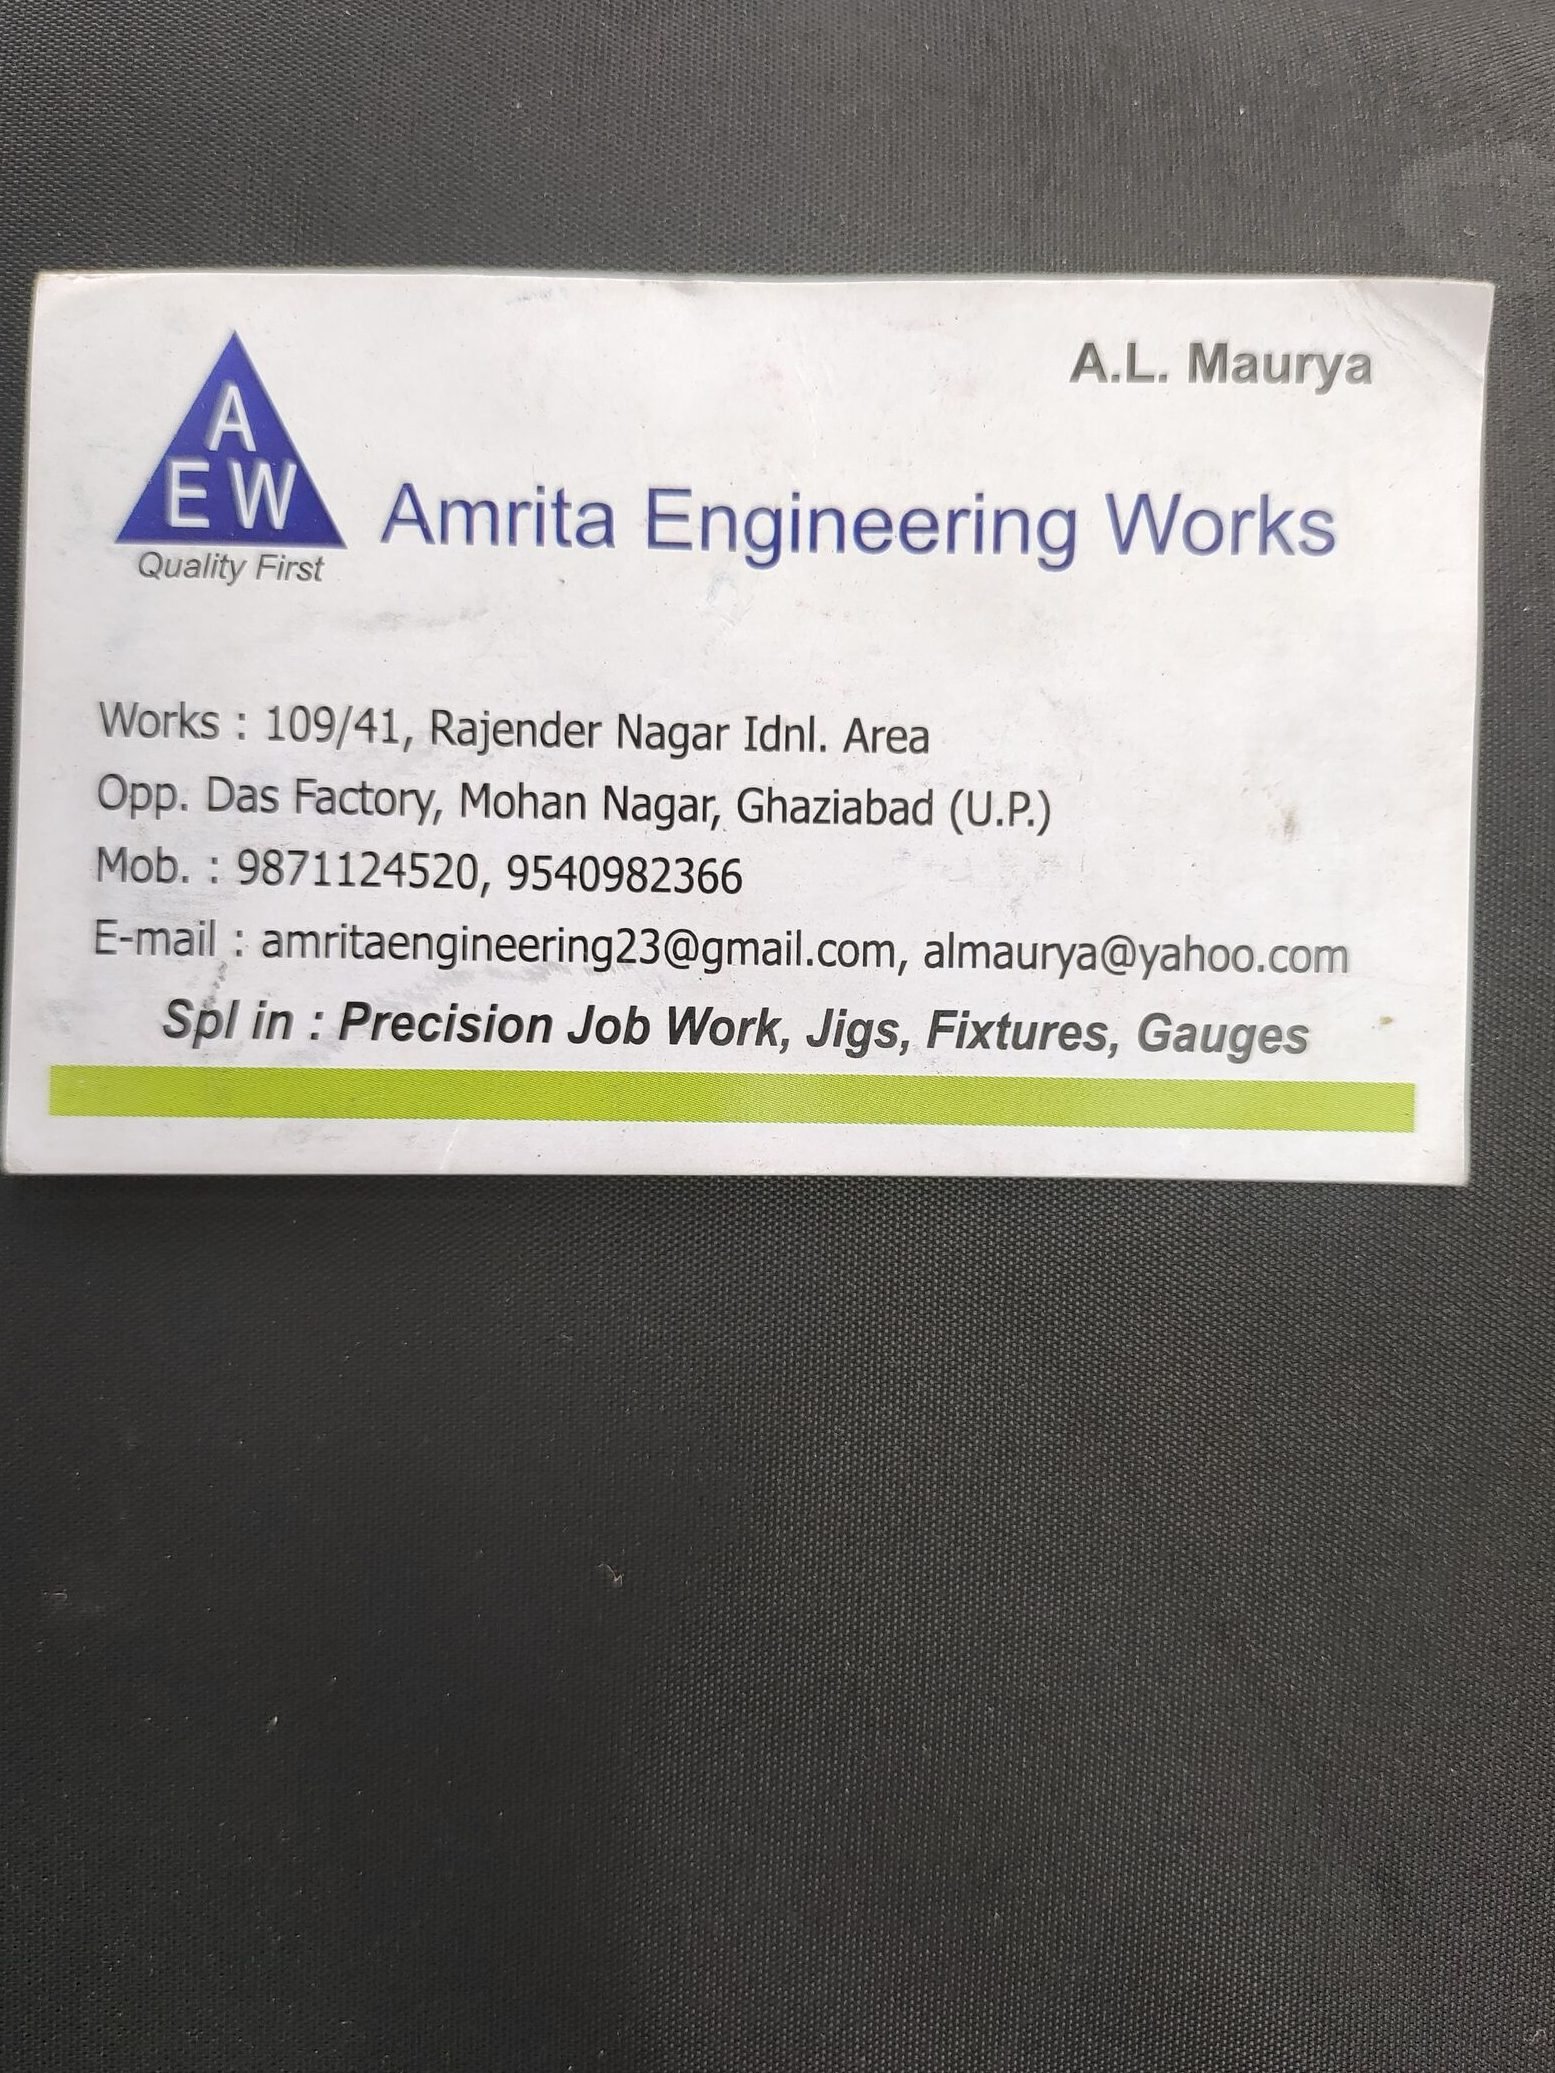 A.L. Maurya
A
EW
Quality First
Amrita Engineering Works
Works : 109/41, Rajender Nagar Idnl. Area
Opp. Das Factory, Mohan Nagar, Ghaziabad (U.P.)
Mob. : 9871124520, 9540982366
E-mail : amritaengineering23@gmail.com, almaurya@yahoo.com
Spl in : Precision Job Work, Jigs, Fixtures, Gauges